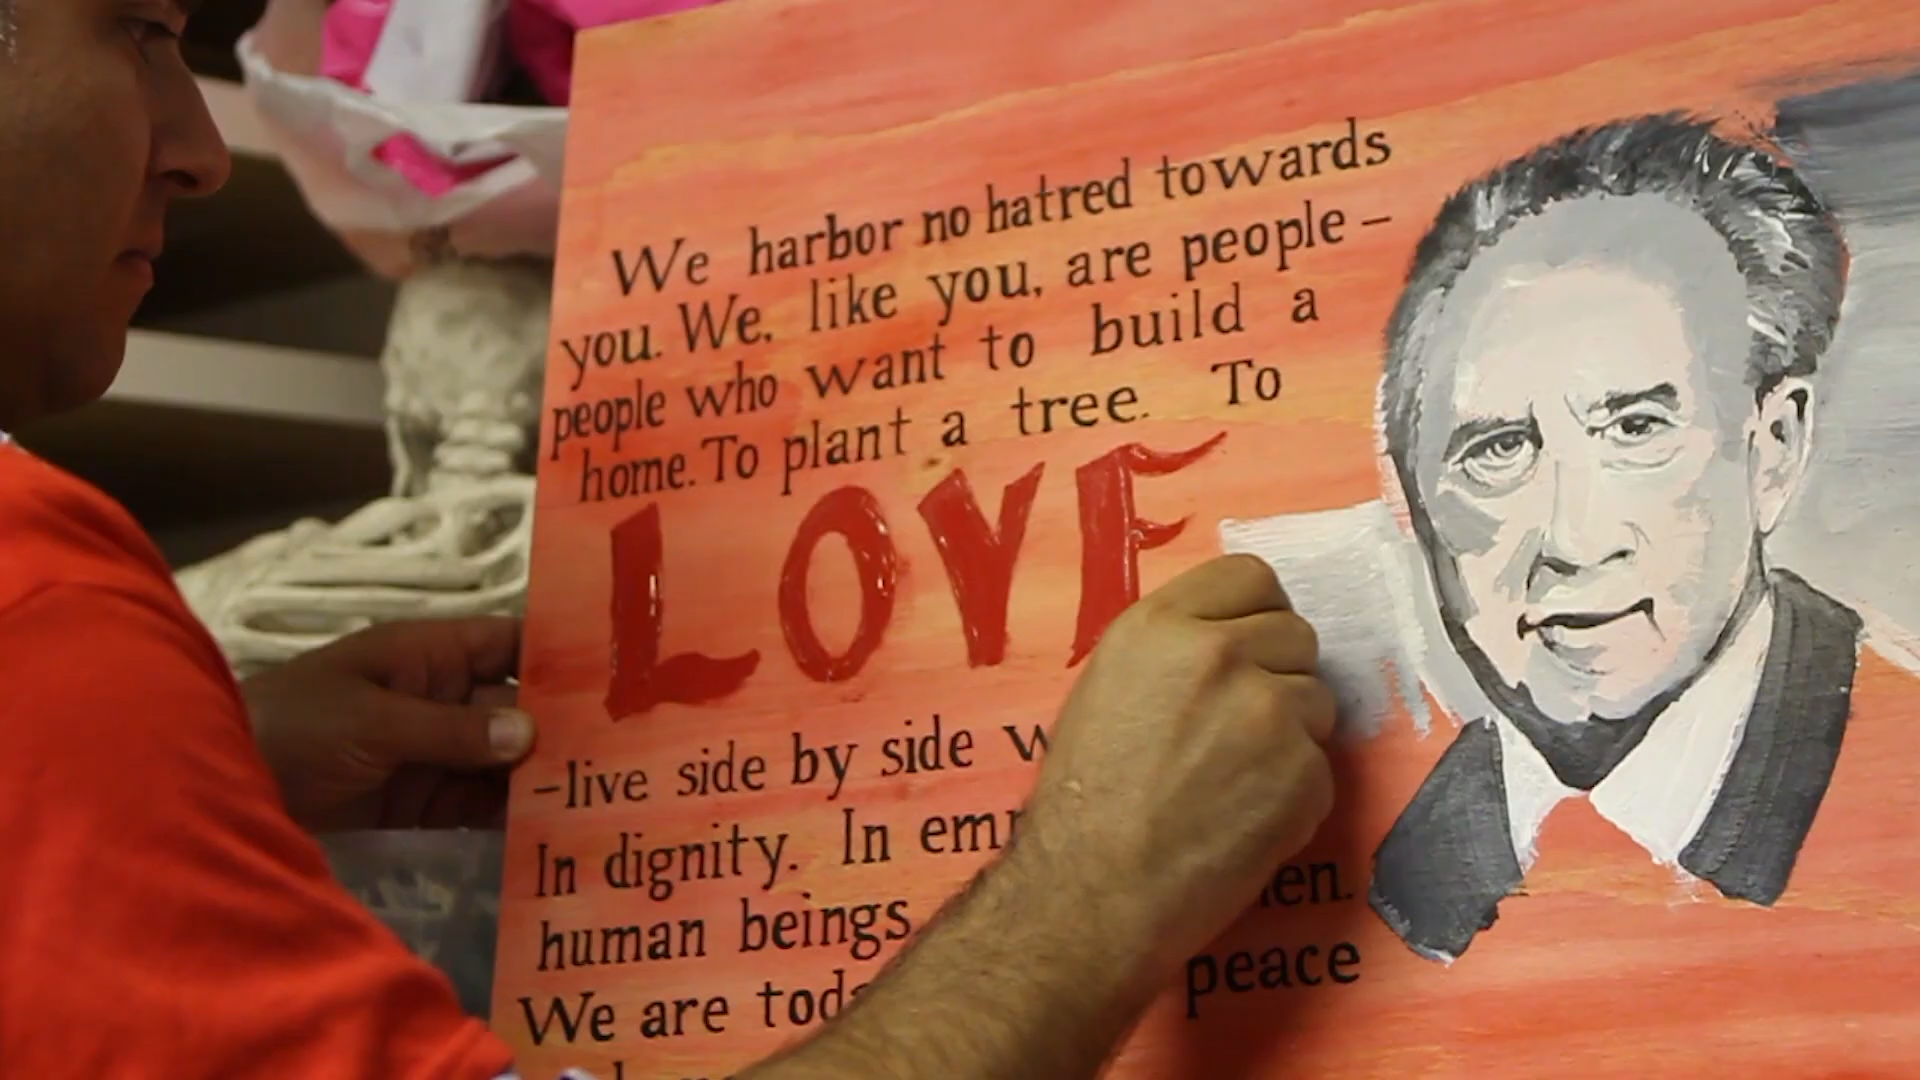 We harbor no hatred towards
you. We, like you, are people –
people who want to build a
home. To plant a tree. To
LOVE
–live side by side
In dignity. In
human beings
We are
peace